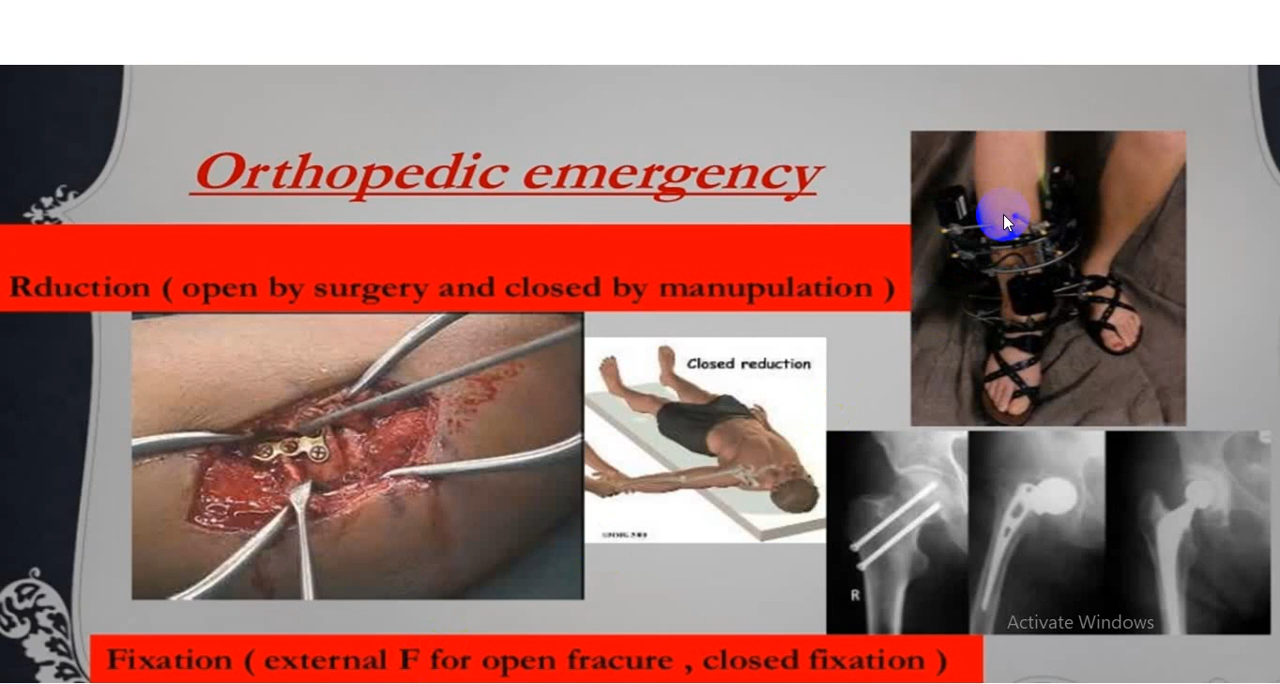 Orthopedic emergency
Rduction ( open by surgery and closed by manupulation )
Closed reduction
R
Activate Windows
Fixation ( external F for open fracure , closed fixation )